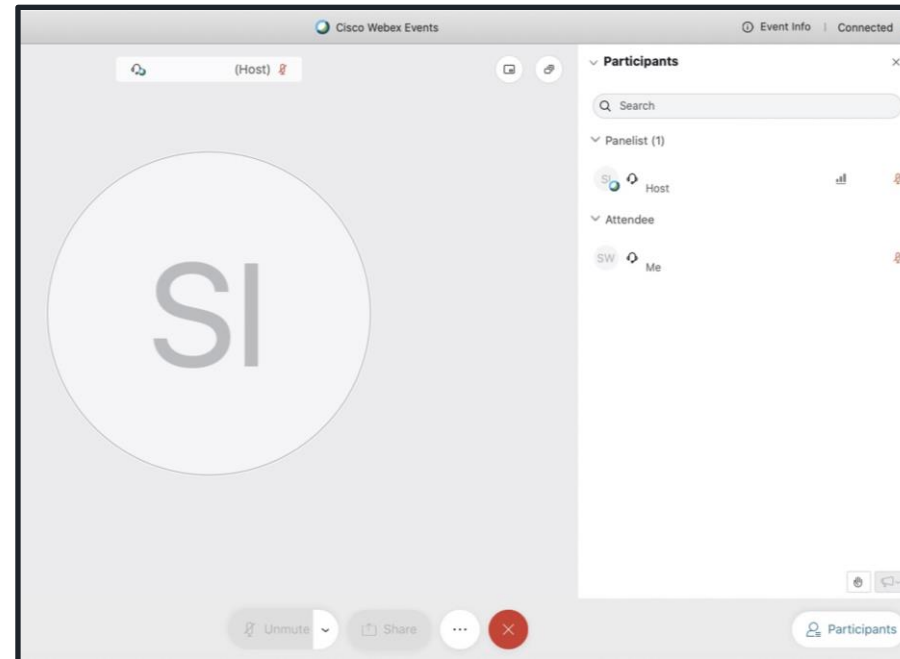 Cisco Webex Events
Event Info | Connected
(Host)
Participants
Search
Panelist (1)
SI Host
Attendee
SW Me
SI
Unmute
Share
Participants